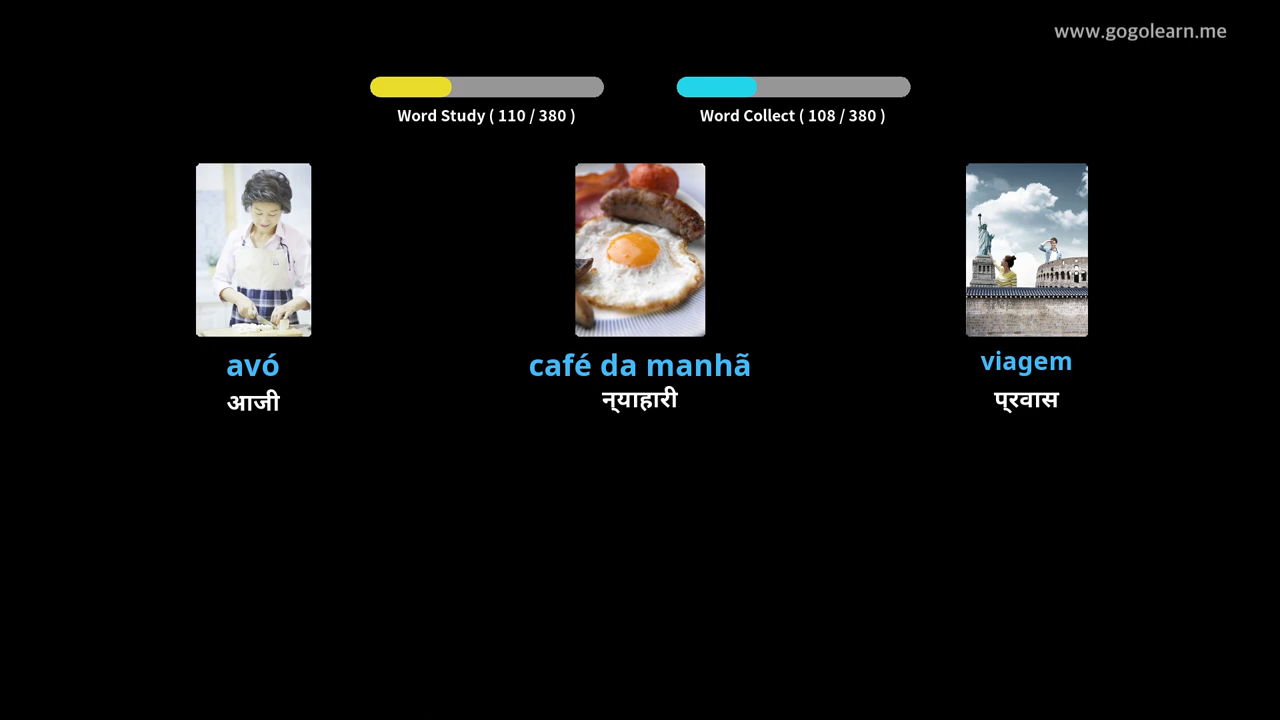 www.gogolearn.me
Word Study ( 110 / 380 )
Word Collect ( 108 / 380 )
avó
आजी
café da manhã
न्याहारी
viagem
प्रवास